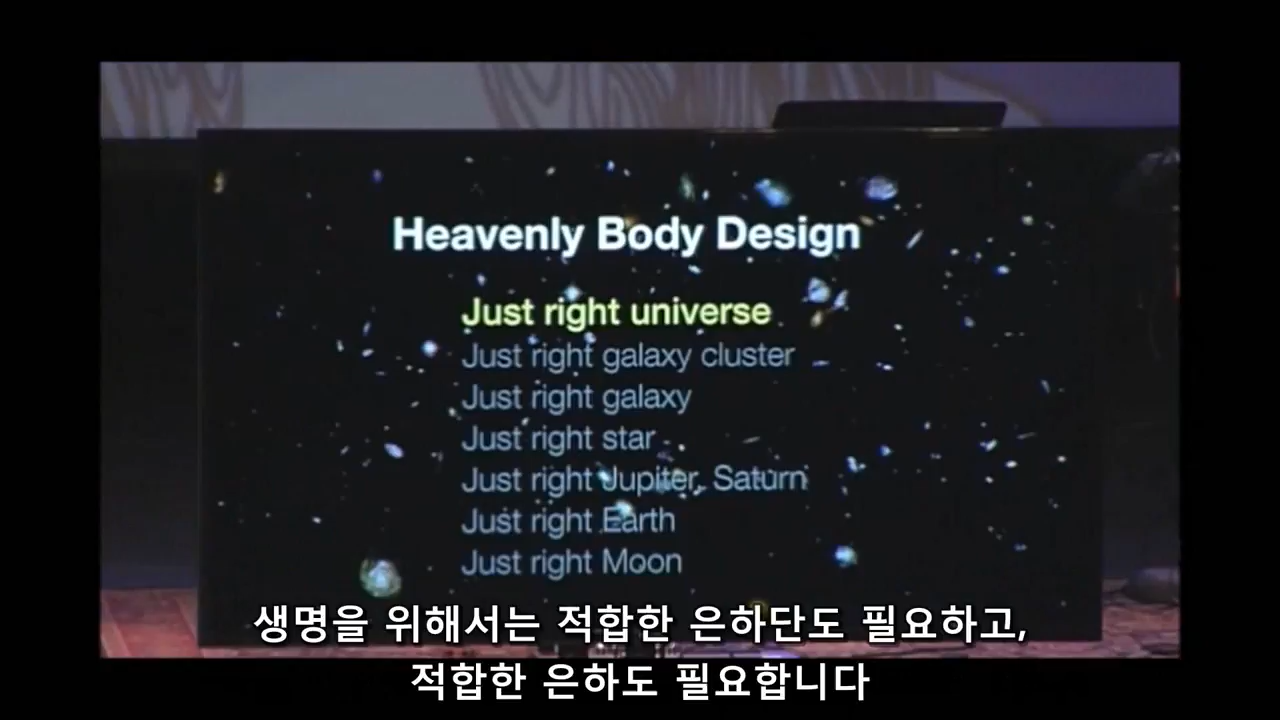 Heavenly Body Design
Just right universe
Just right galaxy cluster
Just right galaxy
Just right star
Just right Jupiter, Saturn
Just right Earth
Just right Moon
생명을 위해서는 적합한 은하단도 필요하고,
적합한 은하도 필요합니다